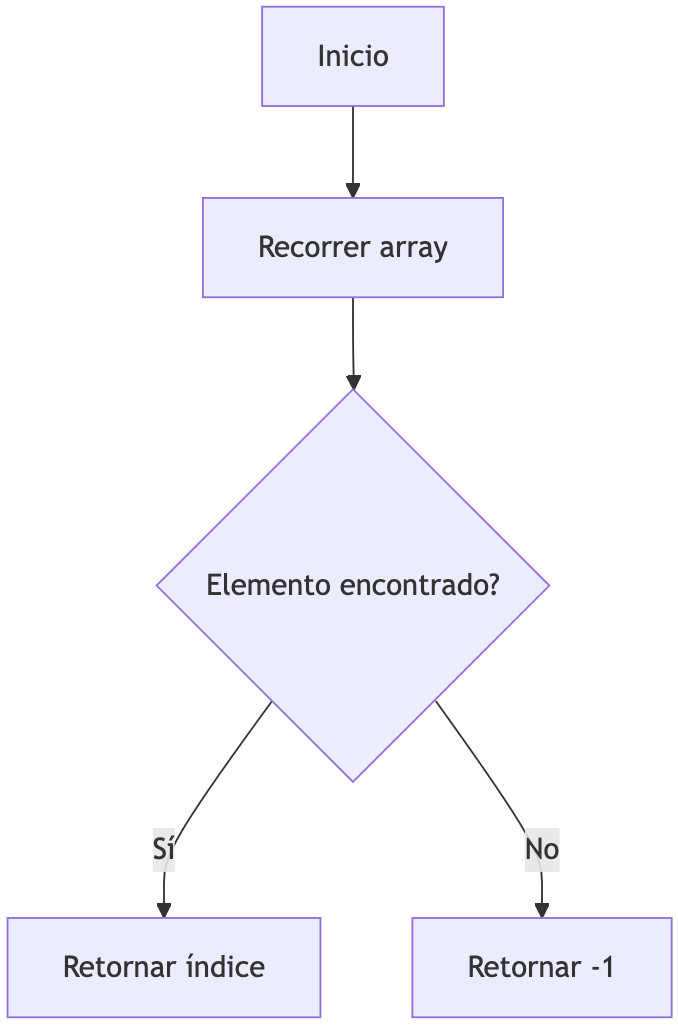 Inicio
Recorrer array
Elemento encontrado?
Sí
No
Retornar índice
Retornar -1